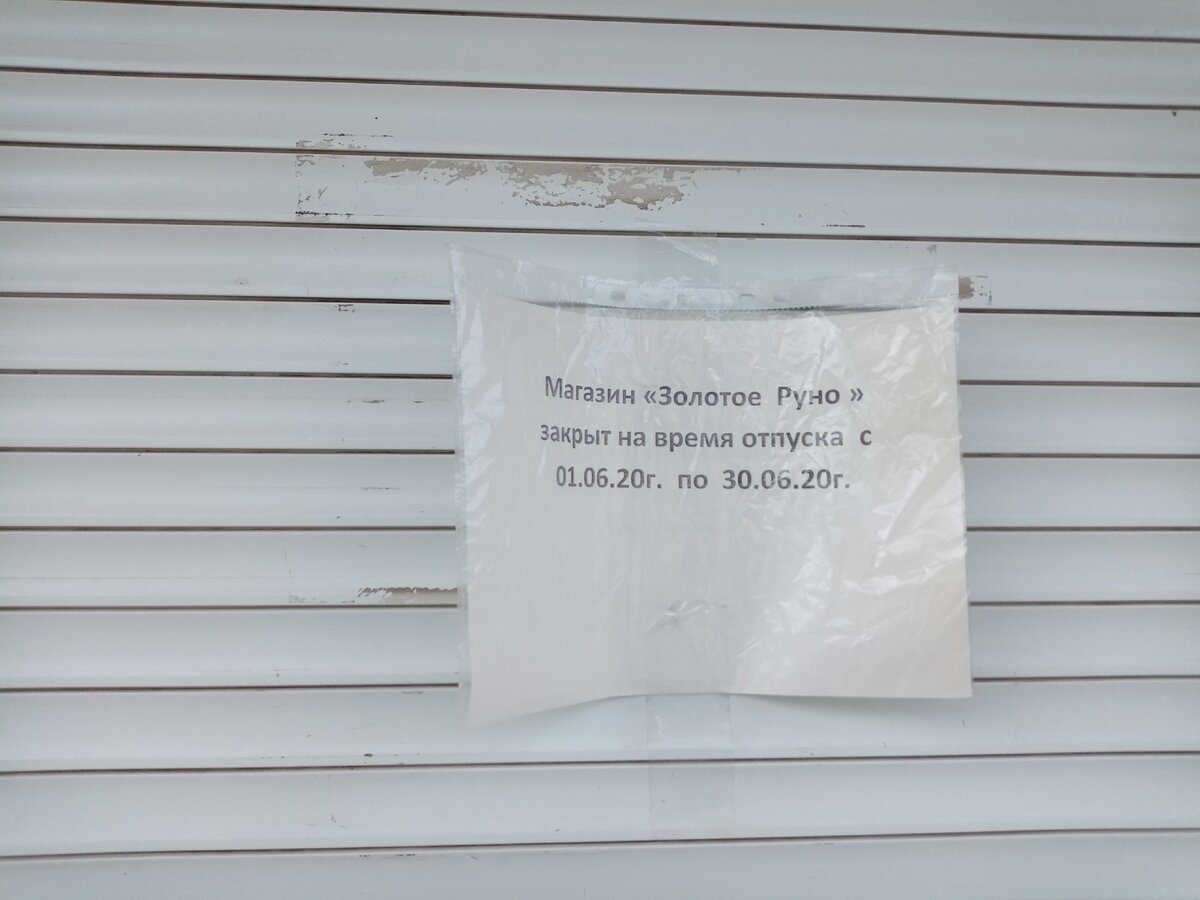 Магазин «Золотое Руно »
закрыт на время отпуска с
01.06.20г. по 30.06.20г.